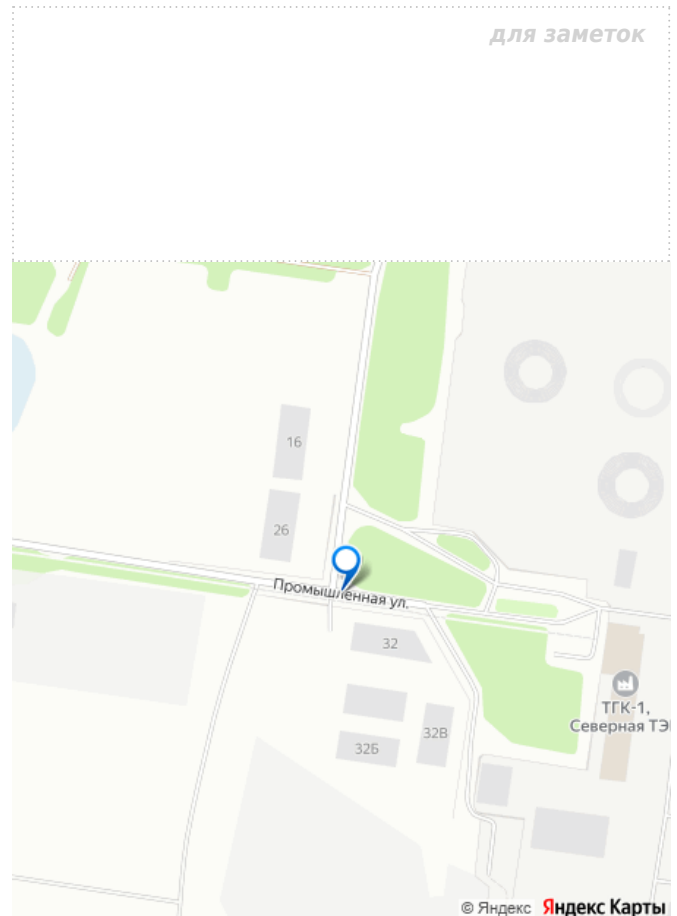 для заметок
16
26
Промышленная ул.
32
32Б
32В
ТГК-1,
Северная ТЭ
© Яндекс Яндекс Карты